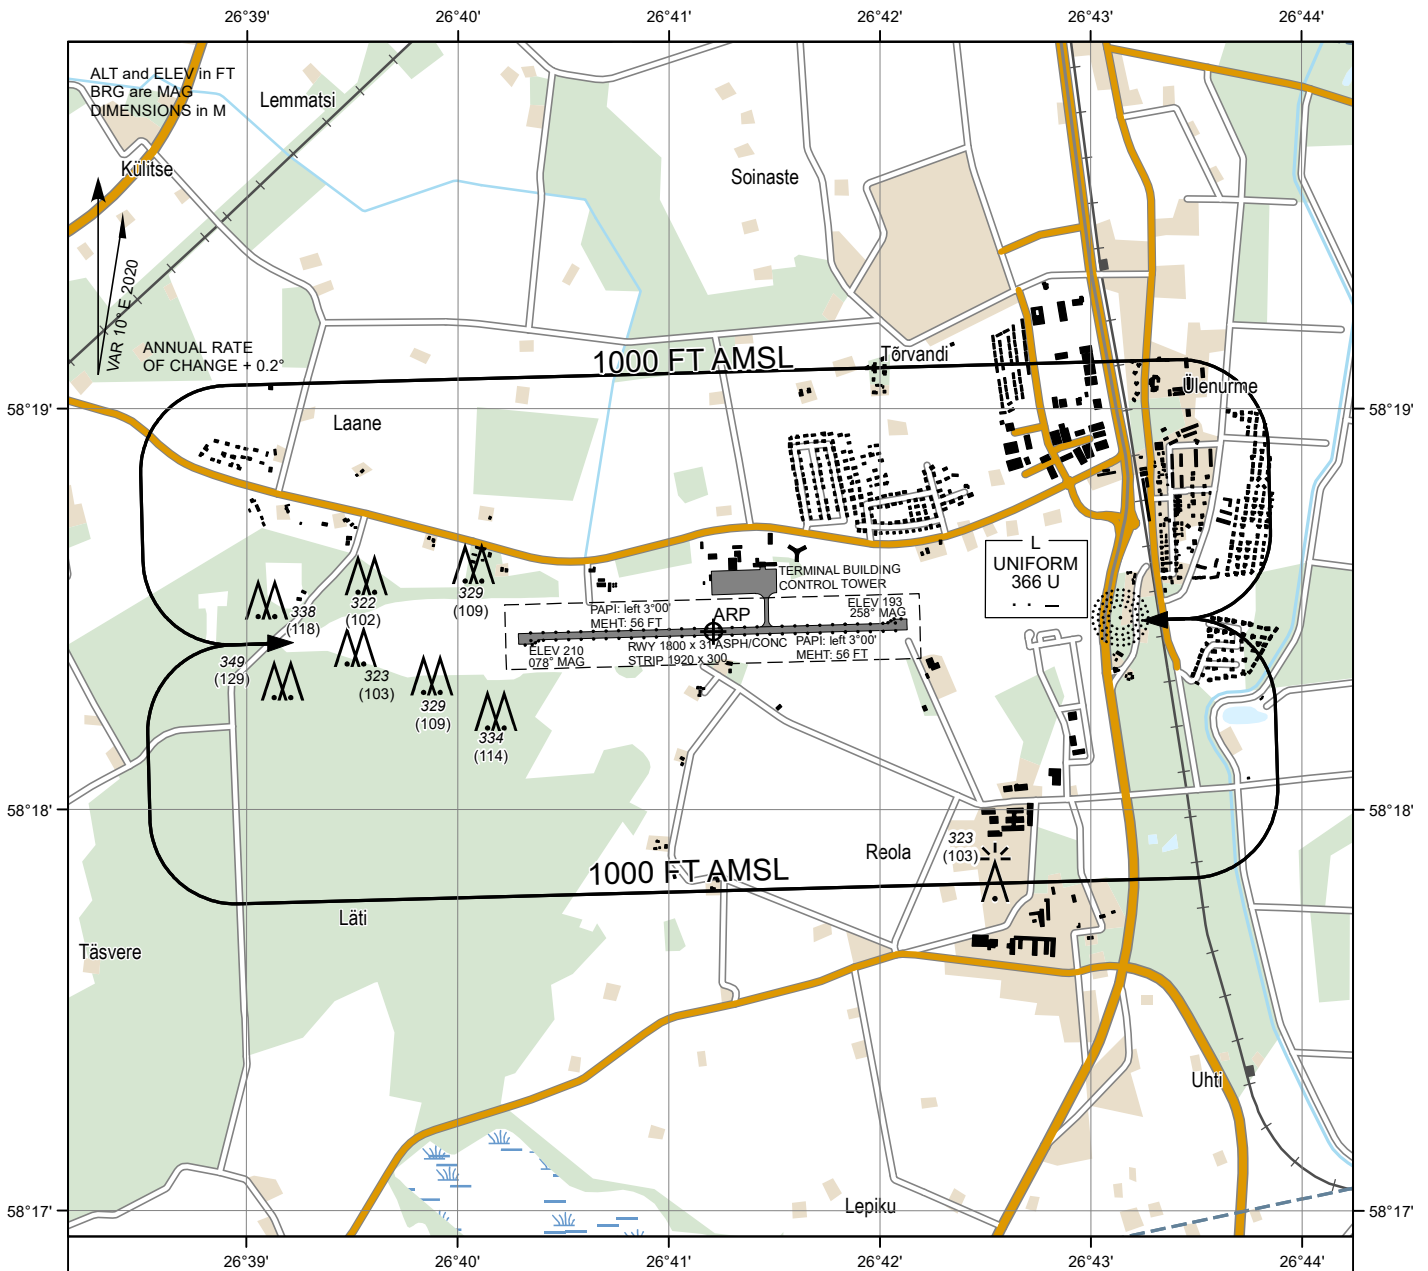 26°39' 26°40' 26°41' 26°42' 26°43' 26°44'
ALT and ELEV in FT
BRG are MAG
DIMENSIONS in M
Lemmatsi
Külitse
Soinaste
VAR 10° E 2020
ANNUAL RATE
OF CHANGE + 0.2°
1000 FT AMSL
Tõrvandi
Ülenurme
58°19' 58°19'
Laane
L
UNIFORM
366 U
TERMINAL BUILDING
CONTROL TOWER
329
(109)
322
(102)
338
(118)
PAPI: left 3°00'
MEHT: 56 FT
ARP
ELEV 193
258° MAG
ELEV 210
078° MAG
RWY 1800 x 31 ASPH/CONC
STRIP 1920 x 300
PAPI: left 3°00'
MEHT: 56 FT
349
(129)
323
(103)
329
(109)
334
(114)
58°18' 58°18'
323
(103)
Reola
1000 FT AMSL
Läti
Täsvere
Uhti
Lepiku
58°17' 58°17'
26°39' 26°40' 26°41' 26°42' 26°43' 26°44'